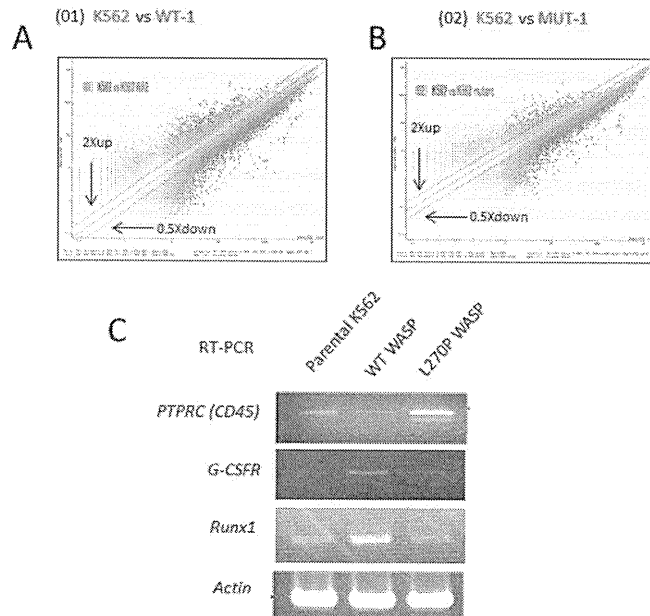 (01) K562 vs WT-1
(02) K562 vs MUT-1
A
B
2Xup
0.5Xdown
2Xup
0.5Xdown
C
RT-PCR
Parental K562
WT WASP
L270P WASP
PTPRC (CD45)
G-CSFR
Runx1
Actin